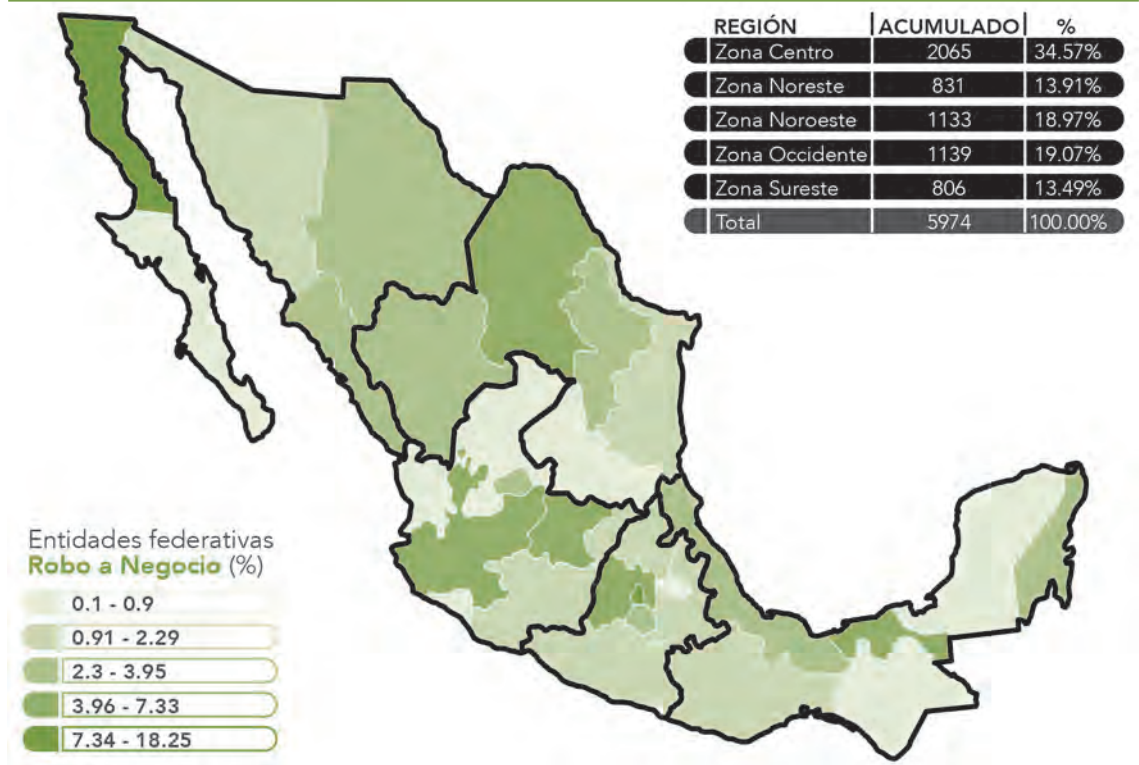 REGIÓN ACUMULADO %
Zona Centro 2065 34.57%
Zona Noreste 831 13.91%
Zona Noroeste 1133 18.97%
Zona Occidente 1139 19.07%
Zona Sureste 806 13.49%
Total 5974 100.00%
Entidades federativas
Robo a Negocio (%)
0.1 - 0.9
0.91 - 2.29
2.3 - 3.95
3.96 - 7.33
7.34 - 18.25